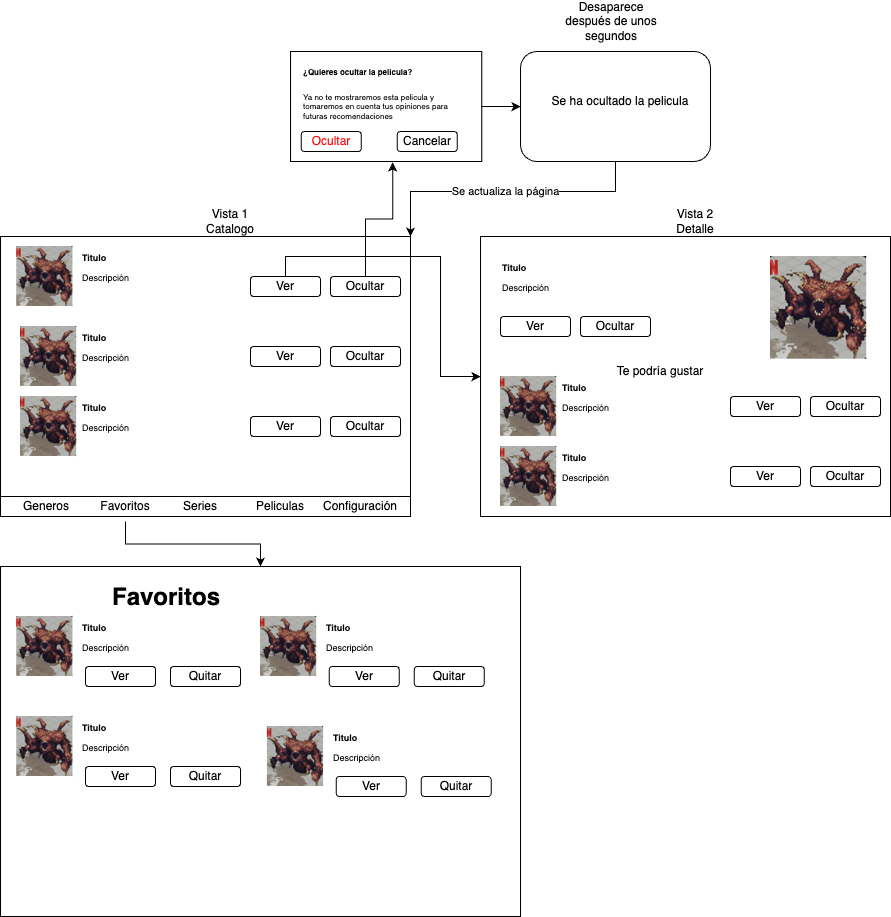 Desaparece
después de unos
segundos
¿Quieres ocultar la pelicula?
Ya no te mostraremos esta pelicula y
tomaremos en cuenta tus opiniones para
futuras recomendaciones
Ocultar
Cancelar
Se ha ocultado la pelicula
Se actualiza la página
Vista 1
Catalogo
N
Titulo
Descripción
Ver
Ocultar
N
Titulo
Descripción
Ver
Ocultar
N
Titulo
Descripción
Ver
Ocultar
Generos
Favoritos
Series
Peliculas
Configuración
Vista 2
Detalle
Titulo
Descripción
Ver
Ocultar
N
Te podría gustar
N
Titulo
Descripción
Ver
Ocultar
N
Titulo
Descripción
Ver
Ocultar
Favoritos
N
Titulo
Descripción
Ver
Quitar
N
Titulo
Descripción
Ver
Quitar
N
Titulo
Descripción
Ver
Quitar
N
Titulo
Descripción
Ver
Quitar